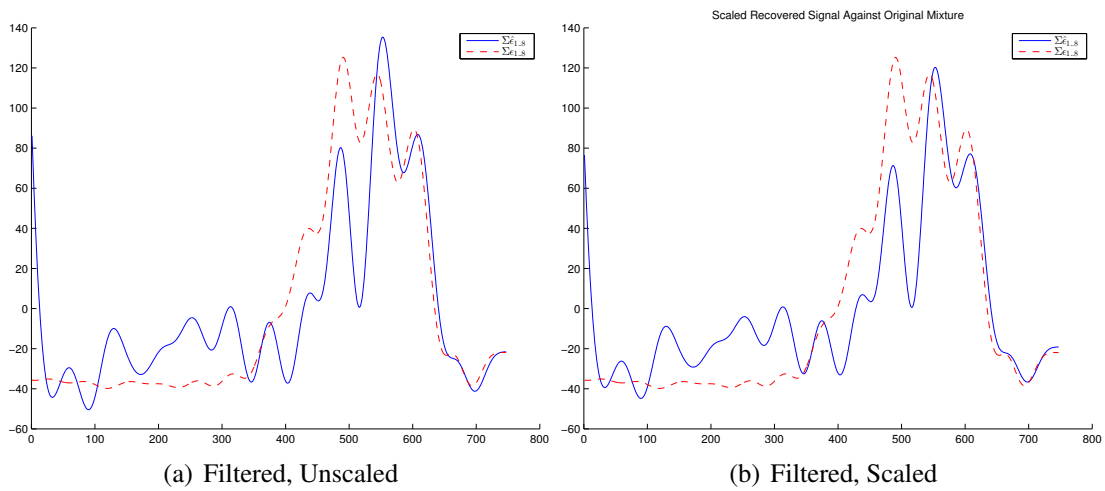 Scaled Recovered Signal Against Original Mixture
140
120
100
80
60
40
20
0
−20
−40
−60
0 100 200 300 400 500 600 700 800
Σϵ̂₁..₈
Σϵ₁..₈
140
120
100
80
60
40
20
0
−20
−40
−60
0 100 200 300 400 500 600 700 800
Σϵ̂₁..₈
Σϵ₁..₈
(a) Filtered, Unscaled
(b) Filtered, Scaled